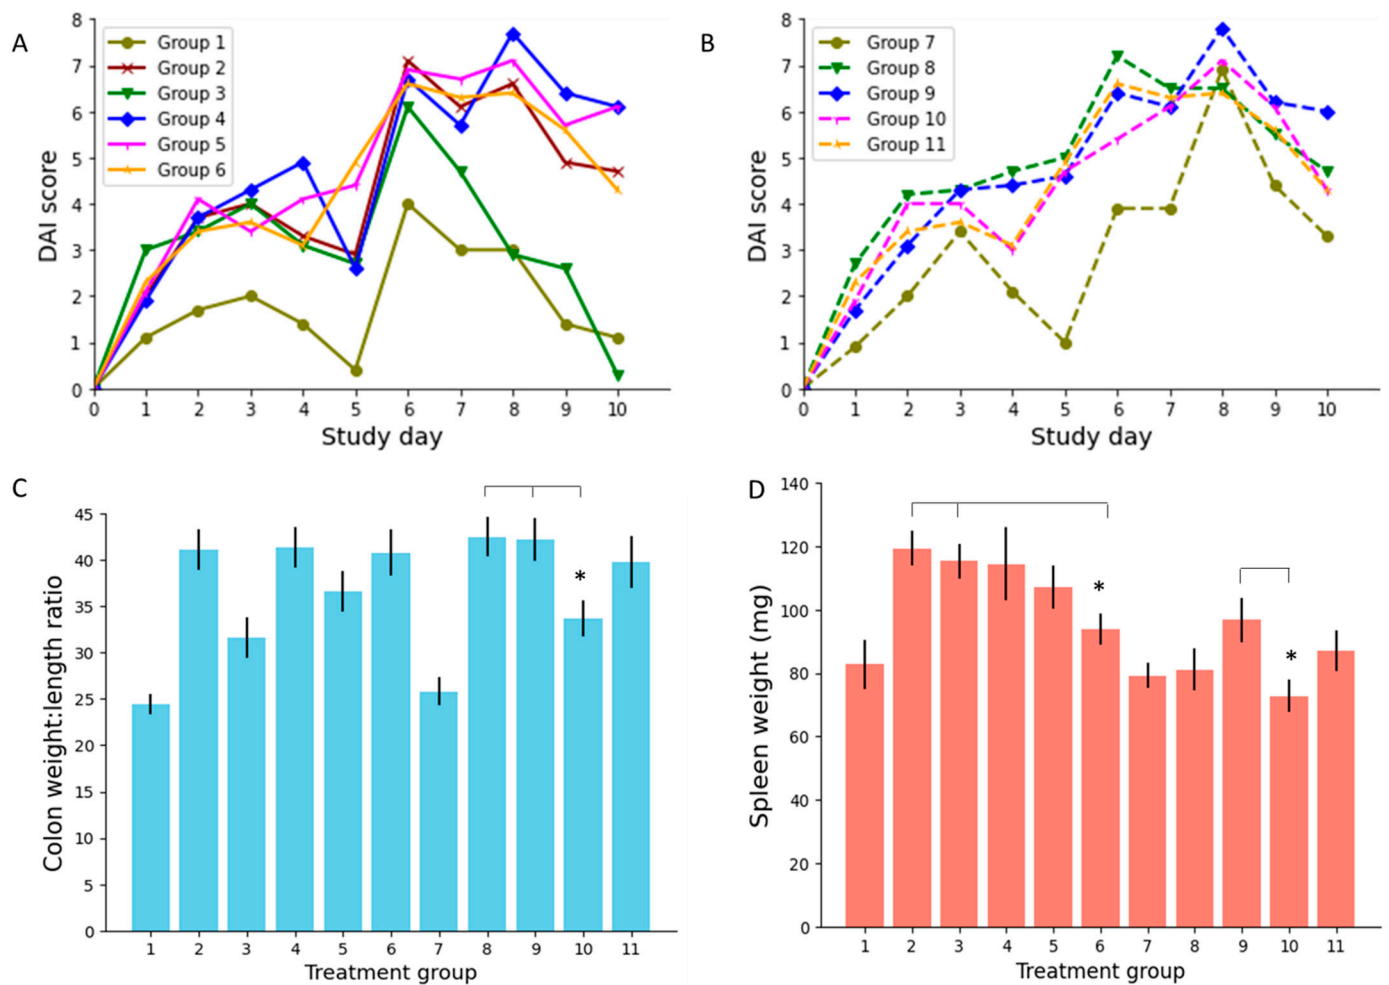 A
8
7
6
5
4
3
2
1
0
DAI score
Group 1
Group 2
Group 3
Group 4
Group 5
Group 6
0 1 2 3 4 5 6 7 8 9 10
Study day
B
8
7
6
5
4
3
2
1
0
DAI score
Group 7
Group 8
Group 9
Group 10
Group 11
0 1 2 3 4 5 6 7 8 9 10
Study day
C
45
40
35
30
25
20
15
10
5
0
Colon weight:length ratio
*
1 2 3 4 5 6 7 8 9 10 11
Treatment group
D
140
120
100
80
60
40
20
0
Spleen weight (mg)
*
*
1 2 3 4 5 6 7 8 9 10 11
Treatment group